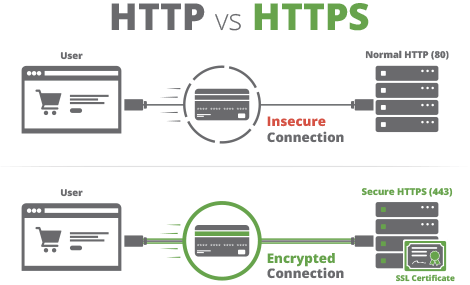 HTTP vs HTTPS
User
Normal HTTP (80)
Insecure
Connection
User
Secure HTTPS (443)
Encrypted
Connection
SSL Certificate